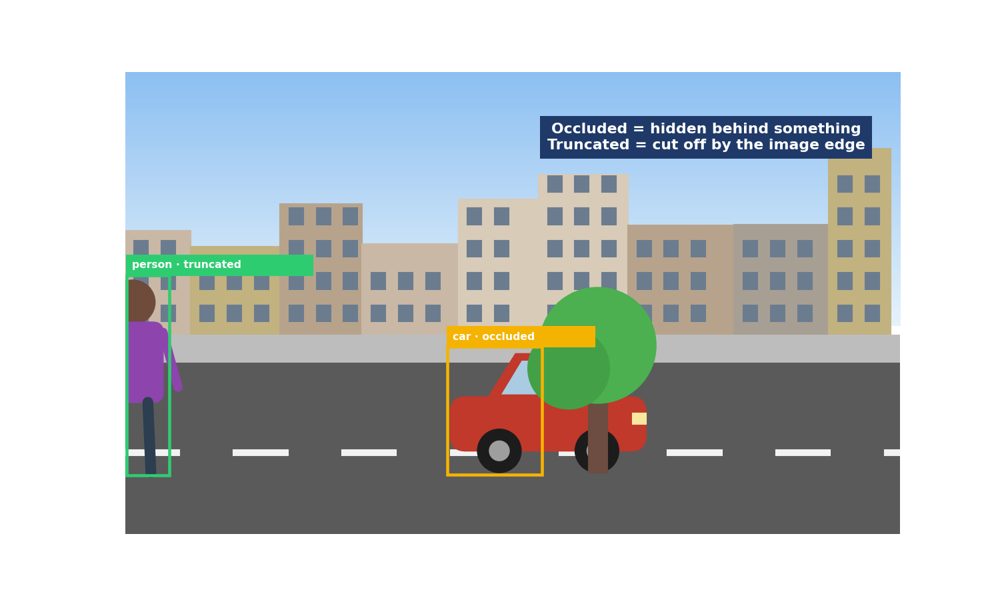 Occluded = hidden behind something
Truncated = cut off by the image edge
person · truncated
car · occluded